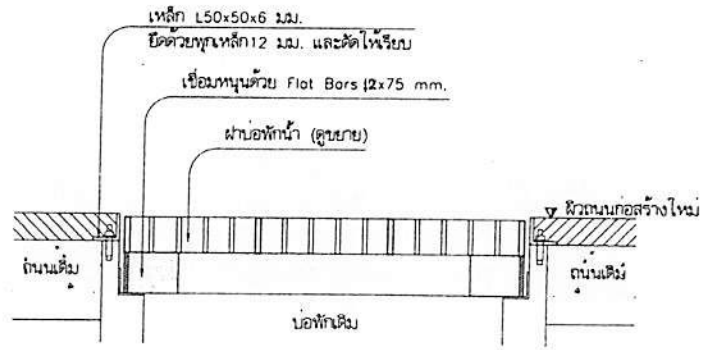 เหล็ก L50x50x6 มม.
ยึดด้วยพุกเหล็ก12 มม. และตัดให้เรียบ
เชื่อมหนุนด้วย Flat Bars 12x75 mm.
ฝาบ่อพักน้ำ (ดูขยาย)
ผิวถนนก่อสร้างใหม่
ถนนเดิม
ถนนเดิม
บ่อพักเดิม